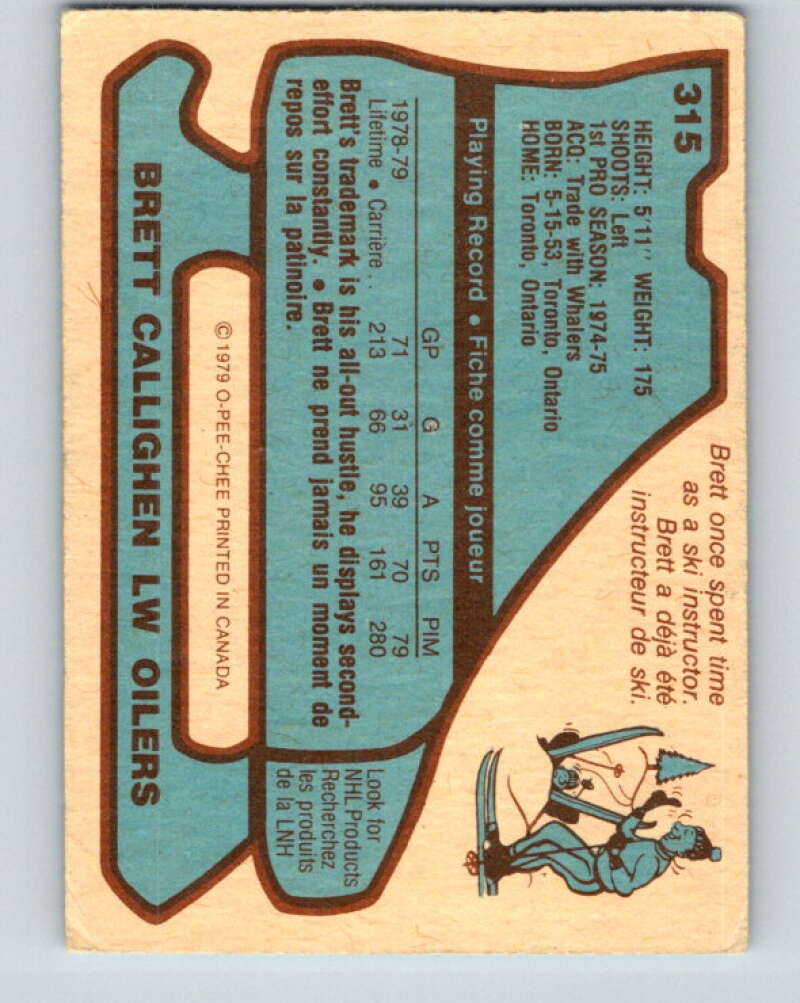 315
HEIGHT: 5'11" WEIGHT: 175
SHOOTS: Left
1st PRO SEASON: 1974-75
ACQ: Trade with Whalers
BORN: 5-15-53, Toronto, Ontario
HOME: Toronto, Ontario
Brett once spent time
as a ski instructor.
Brett a déjà été
instructeur de ski.
Playing Record • Fiche comme joueur
GP G A PTS PIM
1978-79 71 31 39 70 79
Lifetime • Carrière . . 213 66 95 161 280
Brett's trademark is his all-out hustle, he displays second-
effort constantly. • Brett ne prend jamais un moment de
repos sur la patinoire.
Look for
NHL Products
Recherchez
les produits
de la LNH
© 1979 O-PEE-CHEE PRINTED IN CANADA
BRETT CALLIGHEN LW OILERS